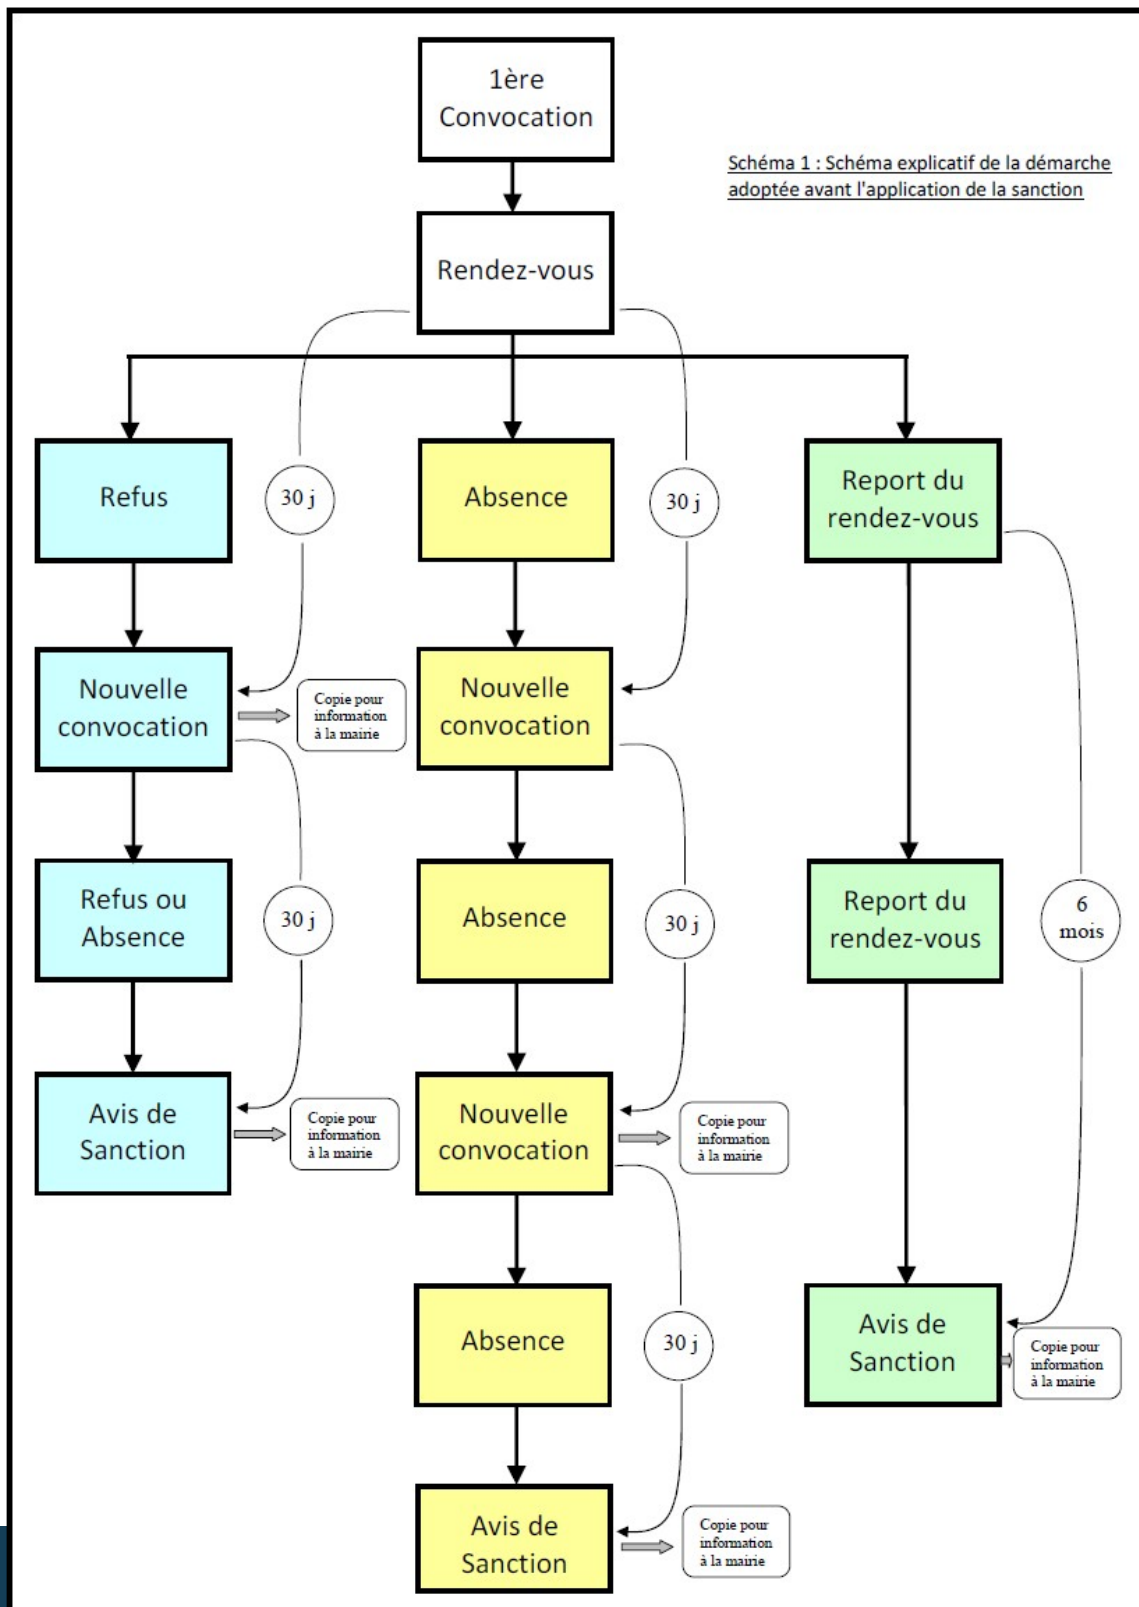 1ère
Convocation
Schéma 1 : Schéma explicatif de la démarche
adoptée avant l'application de la sanction
Rendez-vous
Refus
30 j
Absence
30 j
Report du
rendez-vous
Nouvelle
convocation
Copie pour
information
à la mairie
Nouvelle
convocation
Refus ou
Absence
30 j
Absence
30 j
Report du
rendez-vous
6
mois
Avis de
Sanction
Copie pour
information
à la mairie
Nouvelle
convocation
Copie pour
information
à la mairie
Absence
30 j
Avis de
Sanction
Copie pour
information
à la mairie
Avis de
Sanction
Copie pour
information
à la mairie